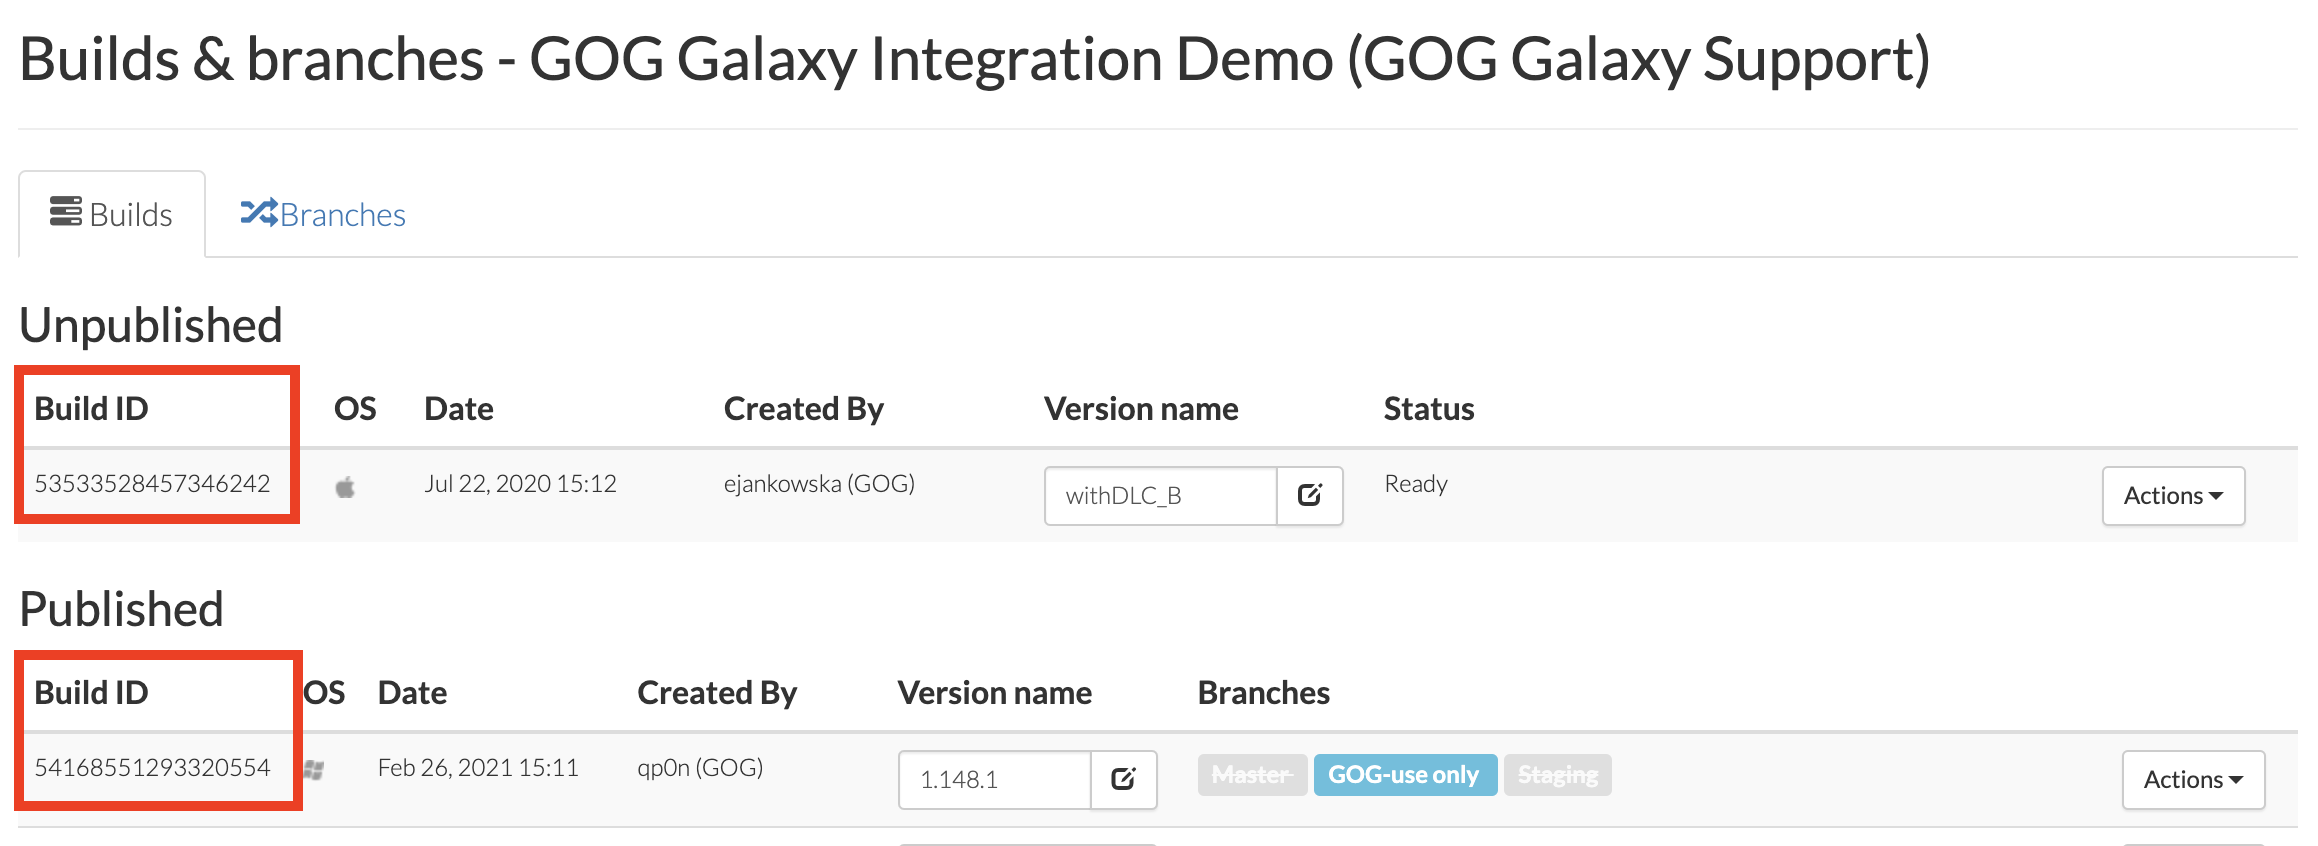 Builds & branches - GOG Galaxy Integration Demo (GOG Galaxy Support)
Builds Branches
Unpublished
Build ID OS Date Created By Version name Status
53533528457346242 Jul 22, 2020 15:12 ejankowska (GOG) withDLC_B Ready Actions
Published
Build ID OS Date Created By Version name Branches
54168551293320554 Feb 26, 2021 15:11 qp0n (GOG) 1.148.1 Master GOG-use only Staging Actions